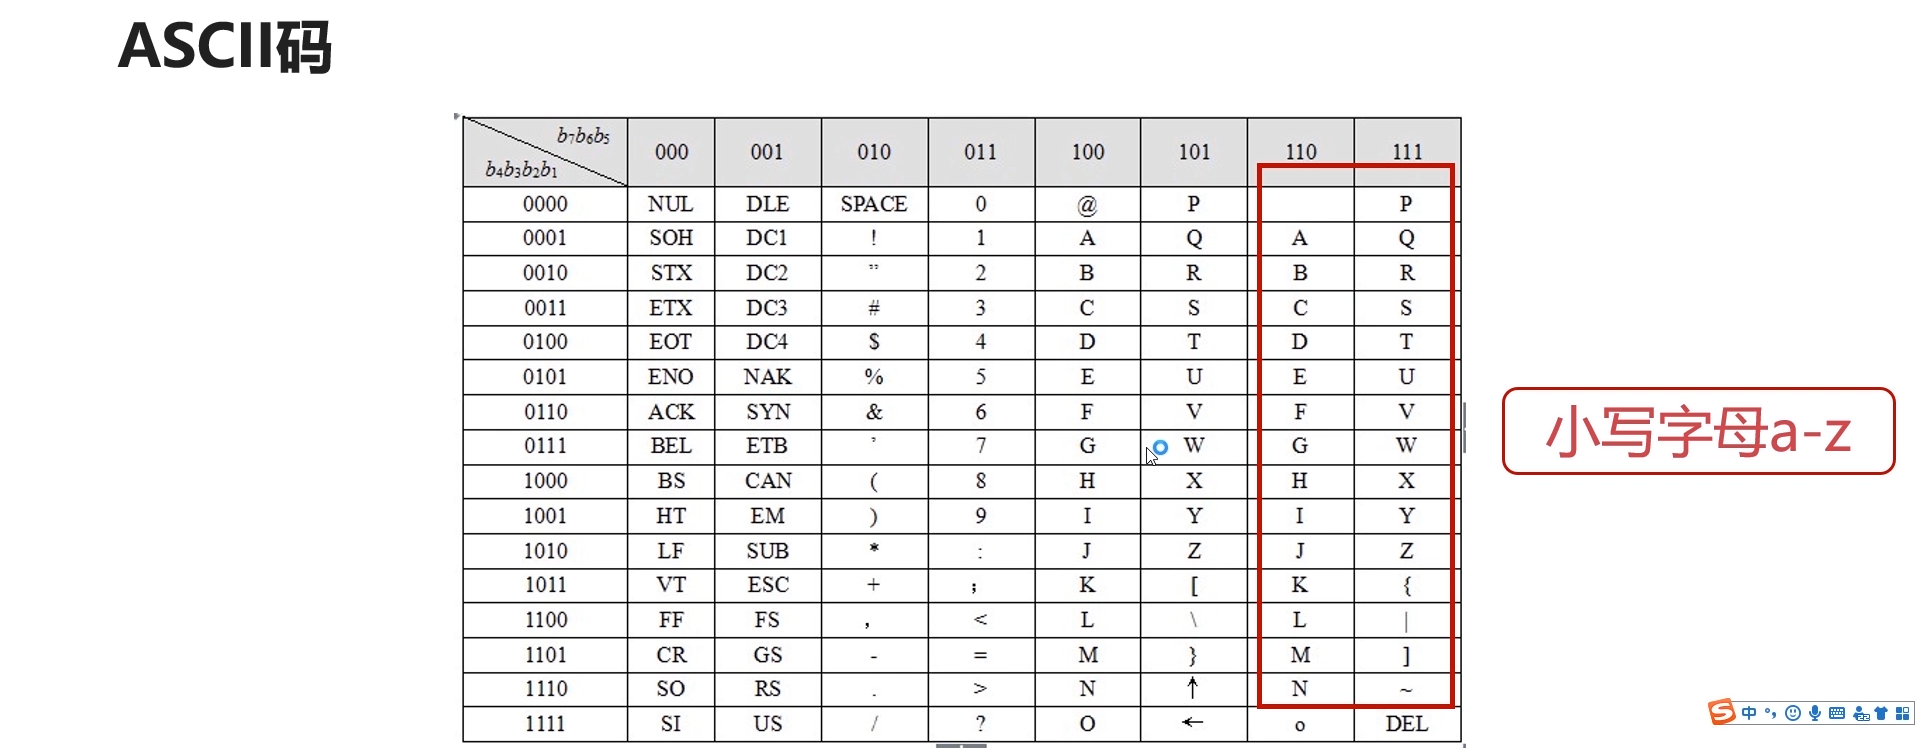 ASCII码
b7b6b5
b4b3b2b1 000 001 010 011 100 101 110 111
0000 NUL DLE SPACE 0 @ P P
0001 SOH DC1 ! 1 A Q A Q
0010 STX DC2 ” 2 B R B R
0011 ETX DC3 # 3 C S C S
0100 EOT DC4 $ 4 D T D T
0101 ENO NAK % 5 E U E U
0110 ACK SYN & 6 F V F V
0111 BEL ETB ’ 7 G W G W
1000 BS CAN ( 8 H X H X
1001 HT EM ) 9 I Y I Y
1010 LF SUB * : J Z J Z
1011 VT ESC + ; K [ K {
1100 FF FS , < L \ L |
1101 CR GS - = M } M ]
1110 SO RS . > N ↑ N ~
1111 SI US / ? O ← o DEL
小写字母a-z
S 中